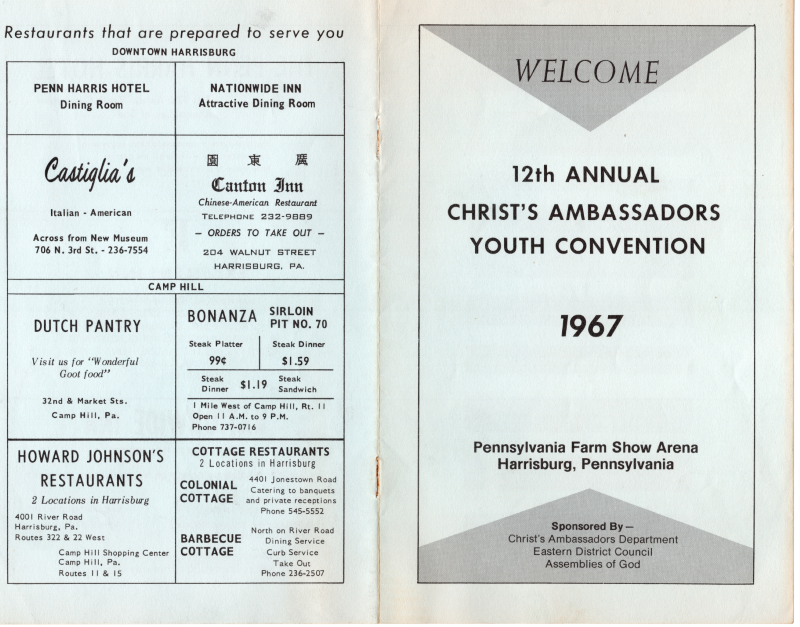 Restaurants that are prepared to serve you
DOWNTOWN HARRISBURG
PENN HARRIS HOTEL
Dining Room
NATIONWIDE INN
Attractive Dining Room
Castiglia's
Italian - American
Across from New Museum
706 N. 3rd St. - 236-7554
園 東 廣
Canton Inn
Chinese-American Restaurant
TELEPHONE 232-9889
— ORDERS TO TAKE OUT —
204 WALNUT STREET
HARRISBURG, PA.
CAMP HILL
DUTCH PANTRY
Visit us for "Wonderful
Goot food"
32nd & Market Sts.
Camp Hill, Pa.
BONANZA SIRLOIN
PIT NO. 70
Steak Platter
99¢
Steak Dinner
$1.59
Steak
Dinner
$1.19
Steak
Sandwich
1 Mile West of Camp Hill, Rt. 11
Open 11 A.M. to 9 P.M.
Phone 737-0716
HOWARD JOHNSON'S
RESTAURANTS
2 Locations in Harrisburg
4001 River Road
Harrisburg, Pa.
Routes 322 & 22 West
Camp Hill Shopping Center
Camp Hill, Pa.
Routes 11 & 15
COTTAGE RESTAURANTS
2 Locations in Harrisburg
COLONIAL
COTTAGE
4401 Jonestown Road
Catering to banquets
and private receptions
Phone 545-5552
BARBECUE
COTTAGE
North on River Road
Dining Service
Curb Service
Take Out
Phone 236-2507
WELCOME
12th ANNUAL
CHRIST'S AMBASSADORS
YOUTH CONVENTION
1967
Pennsylvania Farm Show Arena
Harrisburg, Pennsylvania
Sponsored By —
Christ's Ambassadors Department
Eastern District Council
Assemblies of God